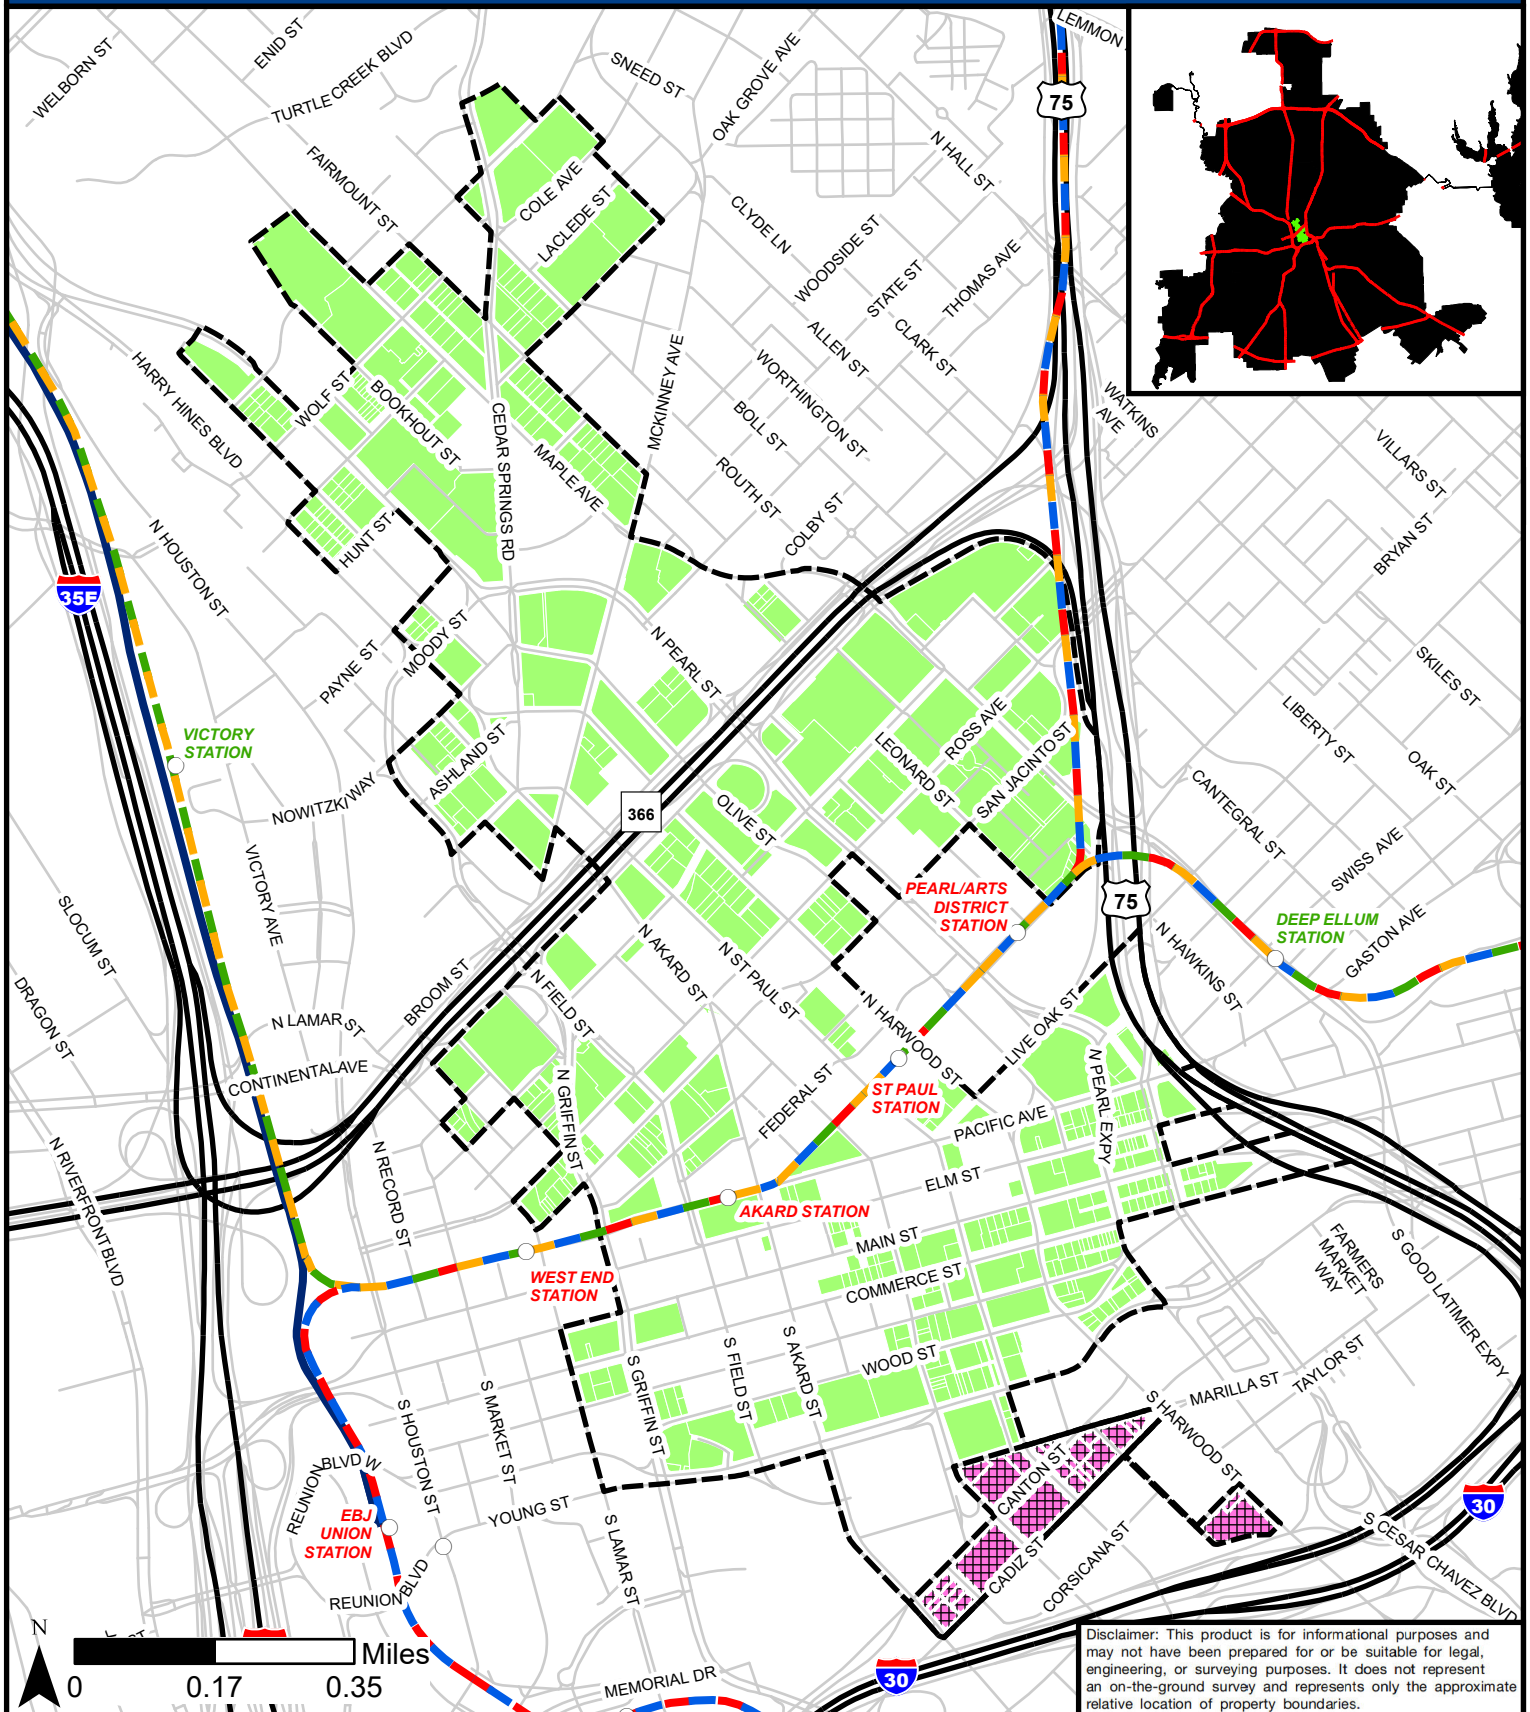 LEMMON
ENID ST
WELBORN ST
TURTLE CREEK BLVD
SNEED ST
OAK GROVE AVE
75
N HALL ST
FAIRMOUNT ST
COLE AVE
LACLEDE ST
CLYDE LN
WOODSIDE ST
STATE ST
THOMAS AVE
ALLEN ST
CLARK ST
HARRY HINES BLVD
WOLF ST
BOOKHOUT ST
CEDAR SPRINGS RD
MCKINNEY AVE
WORTHINGTON ST
BOLL ST
ROUTH ST
COLBY ST
MAPLE AVE
WATKINS
AVE
VILLARS ST
BRYAN ST
N HOUSTON ST
HUNT ST
35E
MOODY ST
PAYNE ST
N PEARL ST
SKILES ST
LIBERTY ST
OAK ST
VICTORY
STATION
ASHLAND ST
NOWITZKI WAY
366
OLIVE ST
ROSS AVE
LEONARD ST
SAN JACINTO ST
CANTEGRAL ST
SWISS AVE
VICTORY AVE
SLOCUM ST
PEARL/ARTS
DISTRICT
STATION
75
DEEP ELLUM
STATION
GASTON AVE
N HAWKINS ST
DRAGON ST
BROOM ST
N FIELD ST
N AKARD ST
N ST PAUL ST
N HARWOOD ST
LIVE OAK ST
N LAMAR ST
CONTINENTAL AVE
N GRIFFIN ST
FEDERAL ST
ST PAUL
STATION
PACIFIC AVE
N PEARL EXPY
N RIVERFRONT BLVD
N RECORD ST
ELM ST
AKARD STATION
MAIN ST
COMMERCE ST
WEST END
STATION
FARMERS
MARKET
WAY
S GOOD LATIMER EXPY
WOOD ST
S GRIFFIN ST
S FIELD ST
S AKARD ST
S HOUSTON ST
S MARKET ST
MARILLA ST
TAYLOR ST
S HARWOOD ST
REUNION
BLVD W
CANTON ST
YOUNG ST
EBJ
UNION
STATION
S LAMAR ST
CADIZ ST
CORSICANA ST
30
S CESAR CHAVEZ BLVD
REUNION BLVD
MEMORIAL DR
30
N
Miles
0 0.17 0.35
Disclaimer: This product is for informational purposes and
may not have been prepared for or be suitable for legal,
engineering, or surveying purposes. It does not represent
an on-the-ground survey and represents only the approximate
relative location of property boundaries.